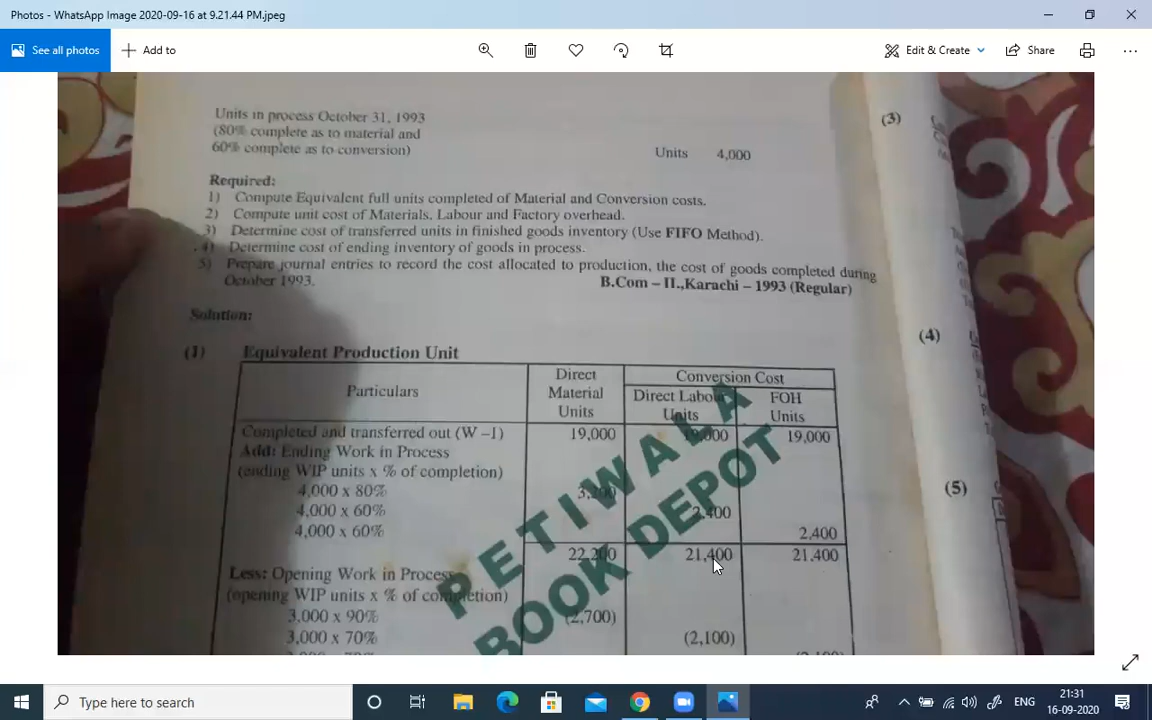 Photos - WhatsApp Image 2020-09-16 at 9.21.44 PM.jpeg
See all photos
Add to
Edit & Create
Share
Units in process October 31, 1993
(80% complete as to material and
60% complete as to conversion) Units 4,000
Required:
1) Compute Equivalent full units completed of Material and Conversion costs.
2) Compute unit cost of Materials, Labour and Factory overhead.
3) Determine cost of transferred units in finished goods inventory (Use FIFO Method).
4) Determine cost of ending inventory of goods in process.
5) Prepare journal entries to record the cost allocated to production, the cost of goods completed during
October 1993. B.Com – II.,Karachi – 1993 (Regular)
Solution:
(1) Equivalent Production Unit
Particulars Direct Material Units Conversion Cost
Direct Labour Units FOH Units
Completed and transferred out (W –I) 19,000 19,000 19,000
Add: Ending Work in Process
(ending WIP units x % of completion)
4,000 x 80% 3,200
4,000 x 60% 2,400
4,000 x 60% 2,400
22,200 21,400 21,400
Less: Opening Work in Process
(opening WIP units x % of completion)
3,000 x 90% (2,700)
3,000 x 70% (2,100)
PETIWALA
BOOK DEPOT
(3)
(4)
(5)
Type here to search
ENG
21:31
16-09-2020